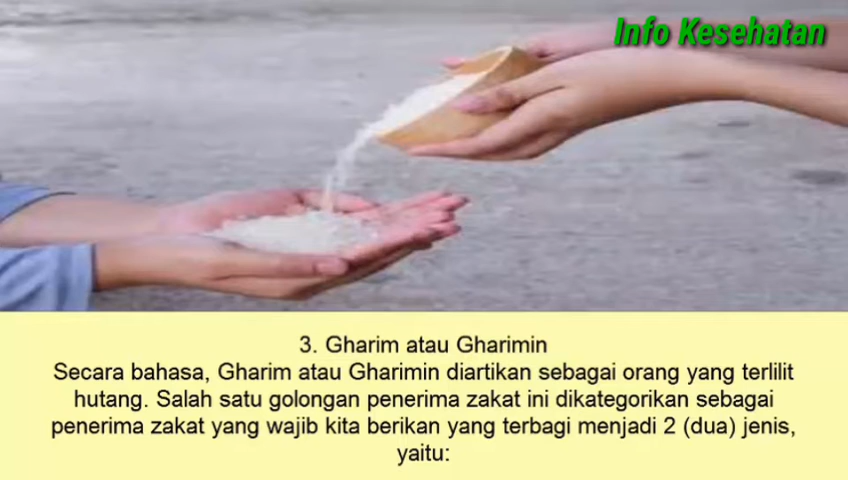 Info Kesehatan
3. Gharim atau Gharimin
Secara bahasa, Gharim atau Gharimin diartikan sebagai orang yang terlilit
hutang. Salah satu golongan penerima zakat ini dikategorikan sebagai
penerima zakat yang wajib kita berikan yang terbagi menjadi 2 (dua) jenis,
yaitu: